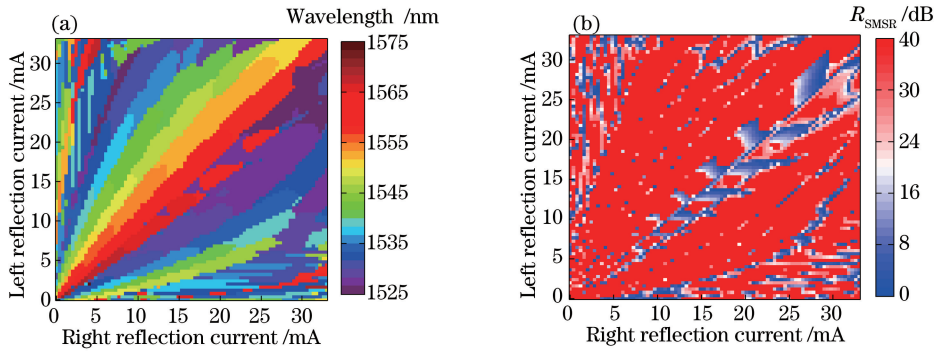 (a)
Wavelength /nm
Left reflection current /mA
30
25
20
15
10
5
0
0 5 10 15 20 25 30
Right reflection current /mA
1575
1565
1555
1545
1535
1525
(b)
R_SMSR /dB
Left reflection current /mA
30
25
20
15
10
5
0
0 5 10 15 20 25 30
Right reflection current /mA
40
32
24
16
8
0